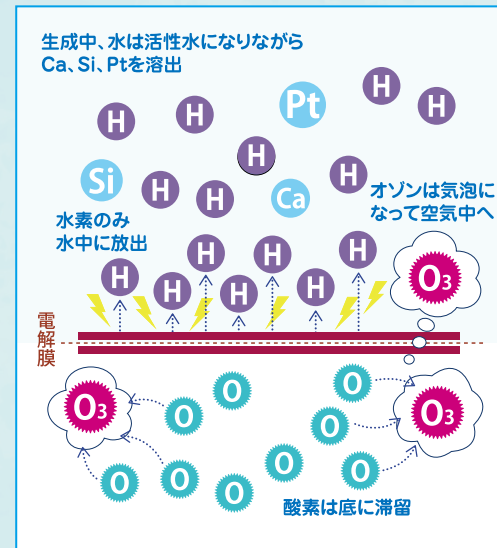 生成中、水は活性水になりながら
Ca、Si、Ptを溶出
H
H
Pt
H
H
H
Si
H
H
Ca
H
水素のみ
水中に放出
オゾンは気泡に
なって空気中へ
H
H
H
H
H
H
H
O3
電解膜
O3
O
O
O
O
O3
O
O
O
O
O
酸素は底に滞留